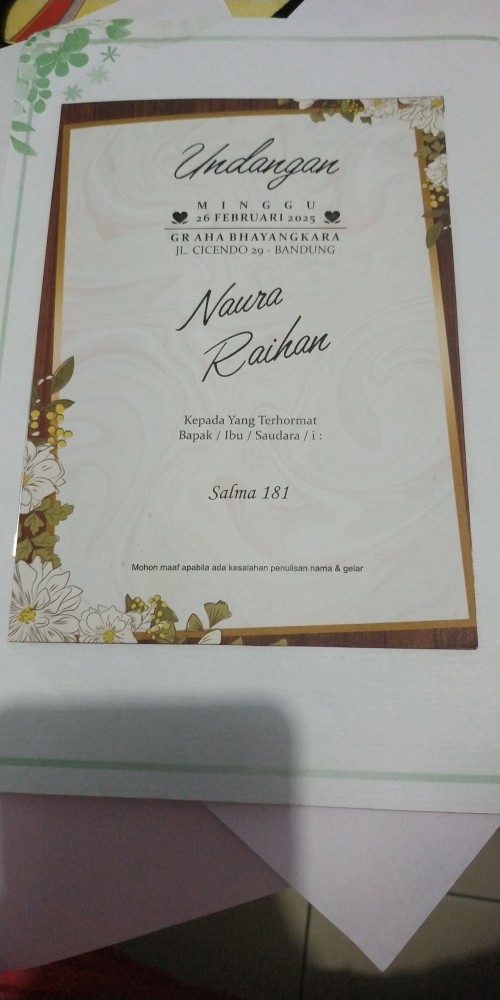 Undangan
MINGGU
26 FEBRUARI 2025
GRAHA BHAYANGKARA
JL. CICENDO 29 - BANDUNG
Naura
Raihan
Kepada Yang Terhormat
Bapak / Ibu / Saudara / i :
Salma 181
Mohon maaf apabila ada kesalahan penulisan nama & gelar